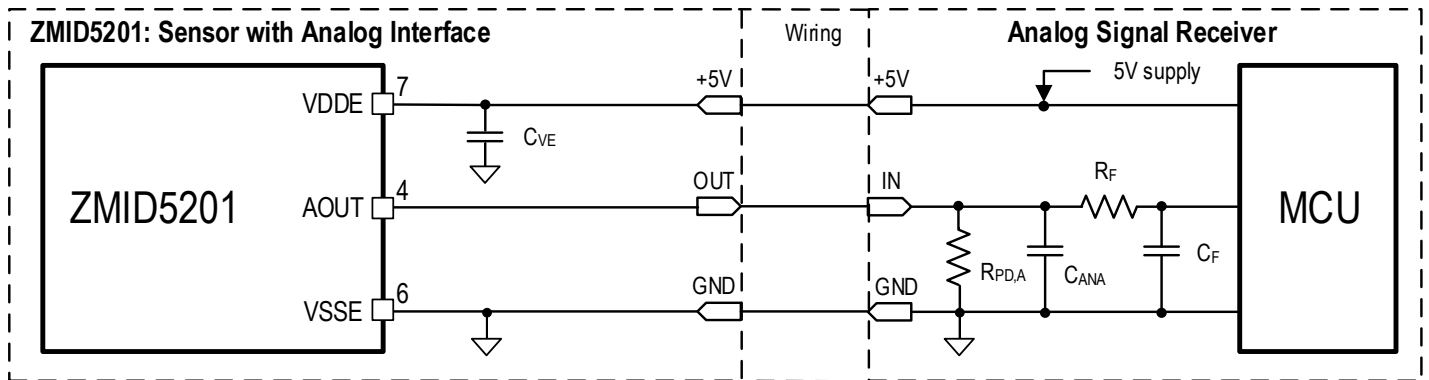 ZMID5201: Sensor with Analog Interface
Wiring
Analog Signal Receiver
7
VDDE
CVE
+5V
+5V
5V supply
ZMID5201
4
AOUT
OUT
IN
RF
MCU
RPD,A
CANA
CF
6
VSSE
GND
GND